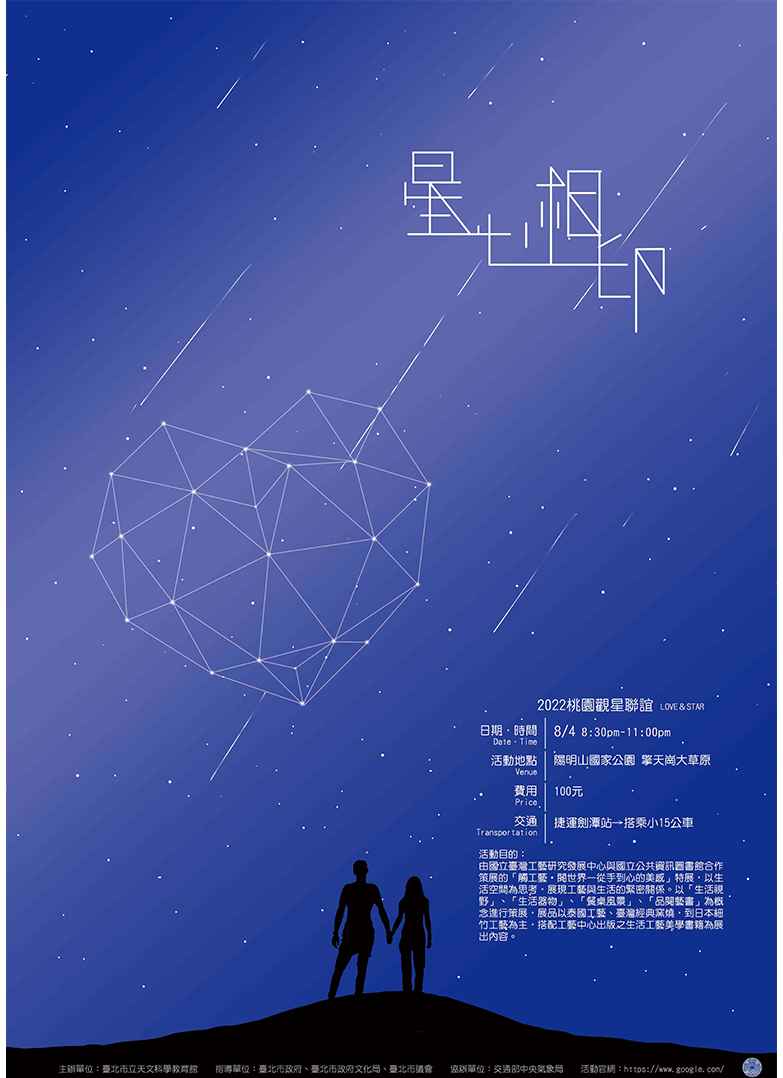 星心相印
2022桃園觀星聯誼 LOVE&STAR
日期・時間 8/4 8:30pm-11:00pm
Date・Time
活動地點 陽明山國家公園 擎天崗大草原
Venue
費用 100元
Price
交通 捷運劍潭站→搭乘小15公車
Transportation
活動目的：
由國立臺灣工藝研究發展中心與國立公共資訊圖書館合作
策展的「觸工藝・閱世界—從手到心的美感」特展，以生
活空間為思考，展現工藝與生活的緊密關係。以「生活視
野」、「生活器物」、「餐桌風景」、「品閱藝書」為概
念進行策展，展品以泰國工藝、臺灣經典窯燒，到日本細
竹工藝為主，搭配工藝中心出版之生活工藝美學書籍為展
出內容。
主辦單位：臺北市立天文科學教育館 指導單位：臺北市政府、臺北市政府文化局、臺北市議會 協辦單位：交通部中央氣象局 活動官網：https://www.google.com/